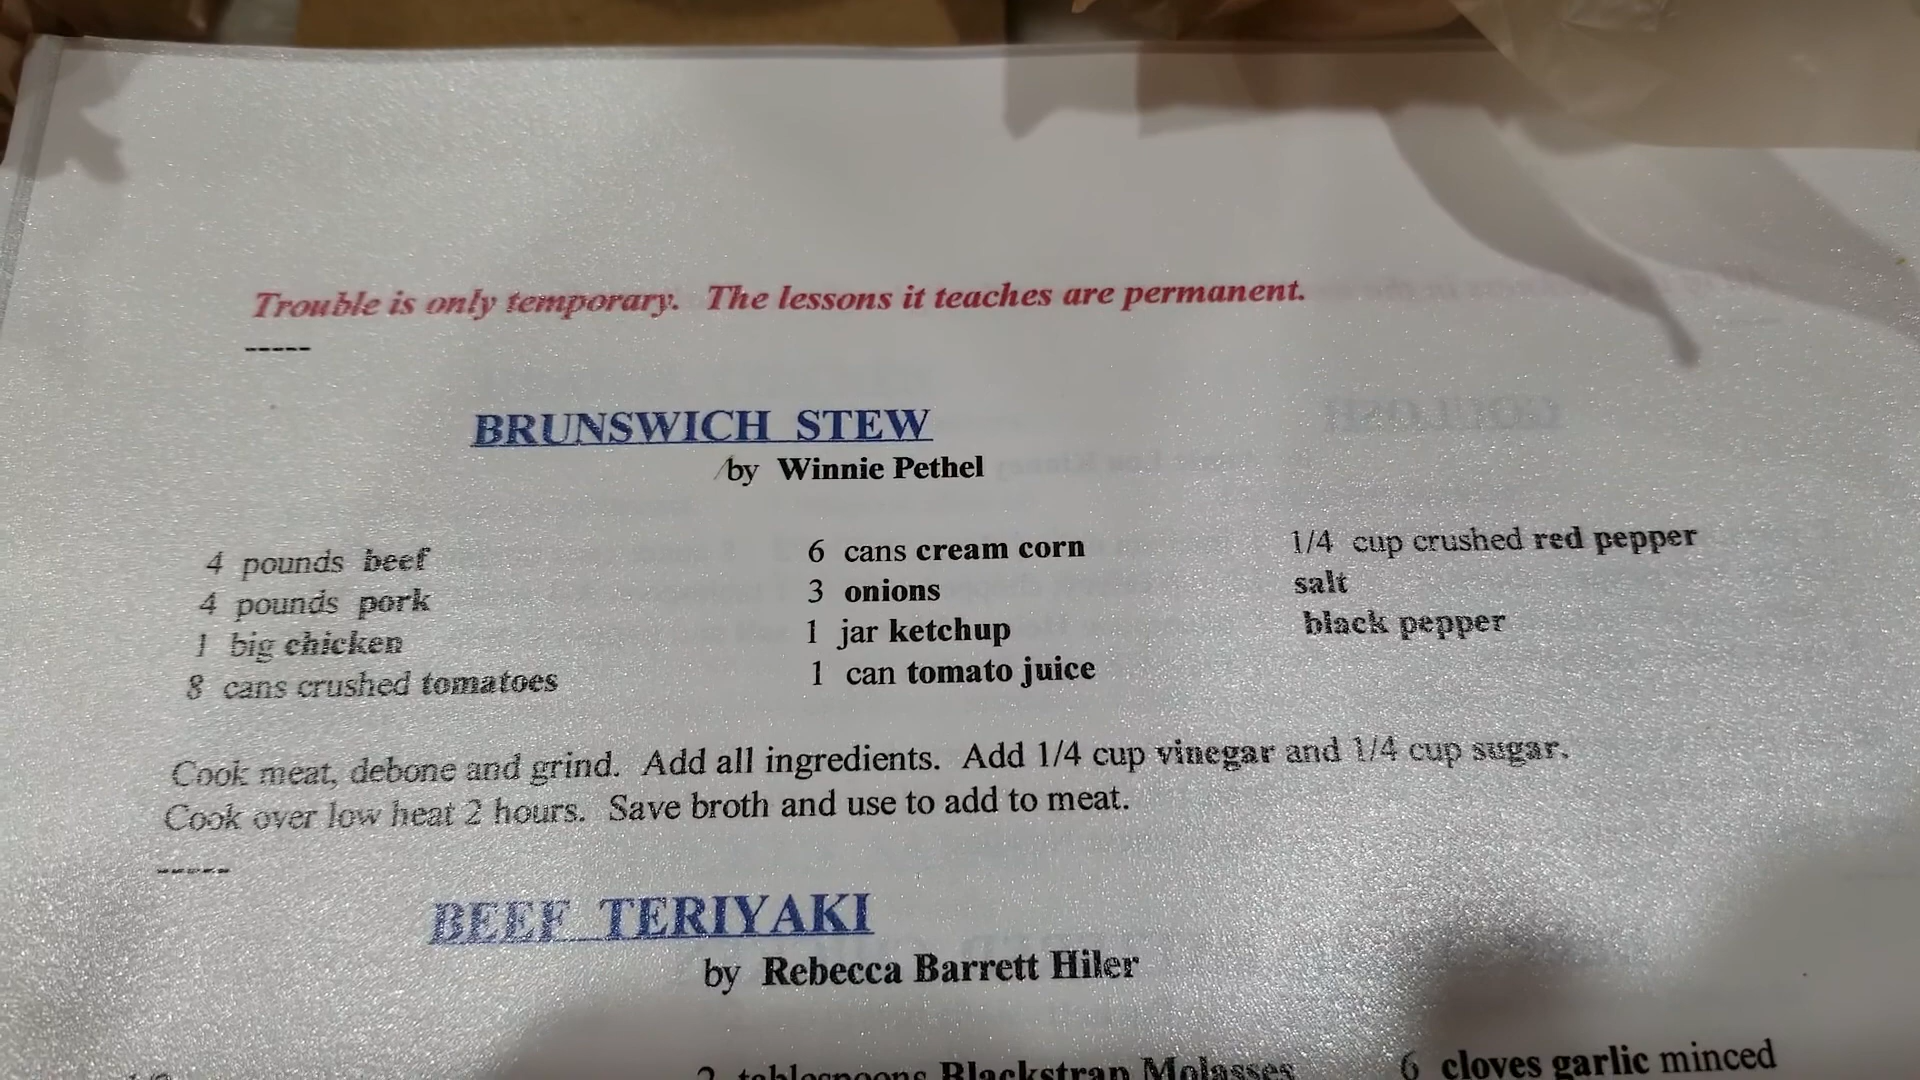 Trouble is only temporary. The lessons it teaches are permanent.
-----
BRUNSWICH STEW
by Winnie Pethel
4 pounds beef
4 pounds pork
1 big chicken
8 cans crushed tomatoes
6 cans cream corn
3 onions
1 jar ketchup
1 can tomato juice
1/4 cup crushed red pepper
salt
black pepper
Cook meat, debone and grind. Add all ingredients. Add 1/4 cup vinegar and 1/4 cup sugar.
Cook over low heat 2 hours. Save broth and use to add to meat.
-----
BEEF TERIYAKI
by Rebecca Barrett Hiler
2 tablespoons Blackstrap Molasses
6 cloves garlic minced